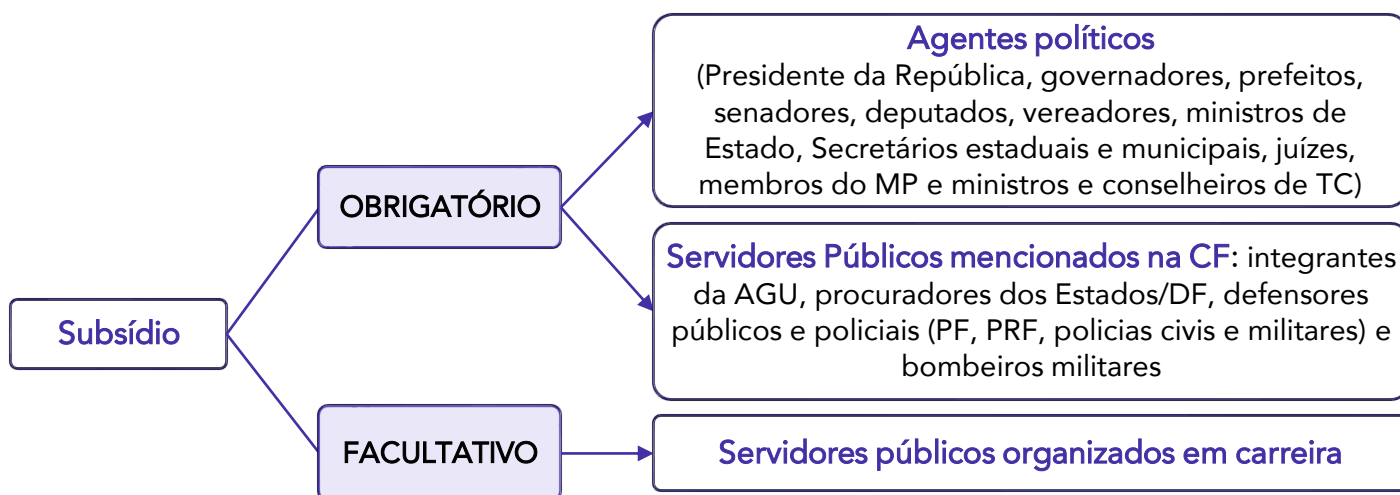 Agentes políticos
(Presidente da República, governadores, prefeitos,
senadores, deputados, vereadores, ministros de
Estado, Secretários estaduais e municipais, juízes,
membros do MP e ministros e conselheiros de TC)
OBRIGATÓRIO
Servidores Públicos mencionados na CF: integrantes
da AGU, procuradores dos Estados/DF, defensores
públicos e policiais (PF, PRF, policias civis e militares) e
bombeiros militares
Subsídio
FACULTATIVO
Servidores públicos organizados em carreira